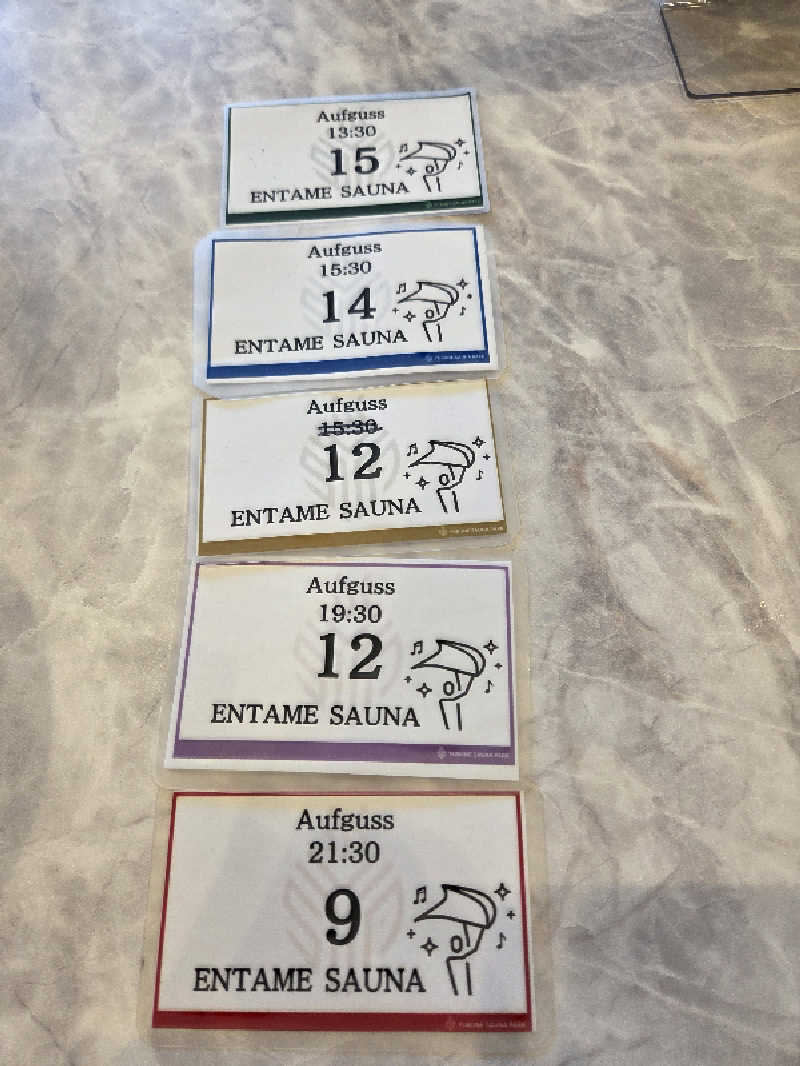 Aufguss
13:30
15
ENTAME SAUNA
Aufguss
15:30
14
ENTAME SAUNA
Aufguss
15:30
12
ENTAME SAUNA
Aufguss
19:30
12
ENTAME SAUNA
Aufguss
21:30
9
ENTAME SAUNA